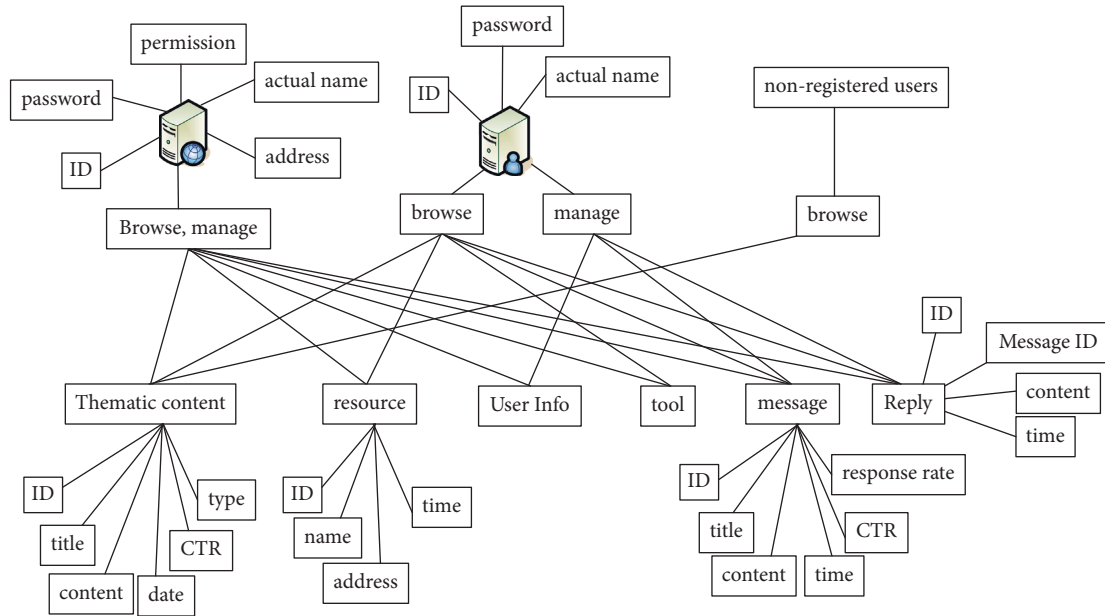 password
permission
actual name
non-registered users
actual name
password
ID
ID
address
browse
manage
browse
Browse, manage
ID
Message ID
content
time
Thematic content
resource
User Info
tool
message
Reply
ID
type
ID
time
ID
response rate
title
CTR
name
title
CTR
content
date
address
content
time